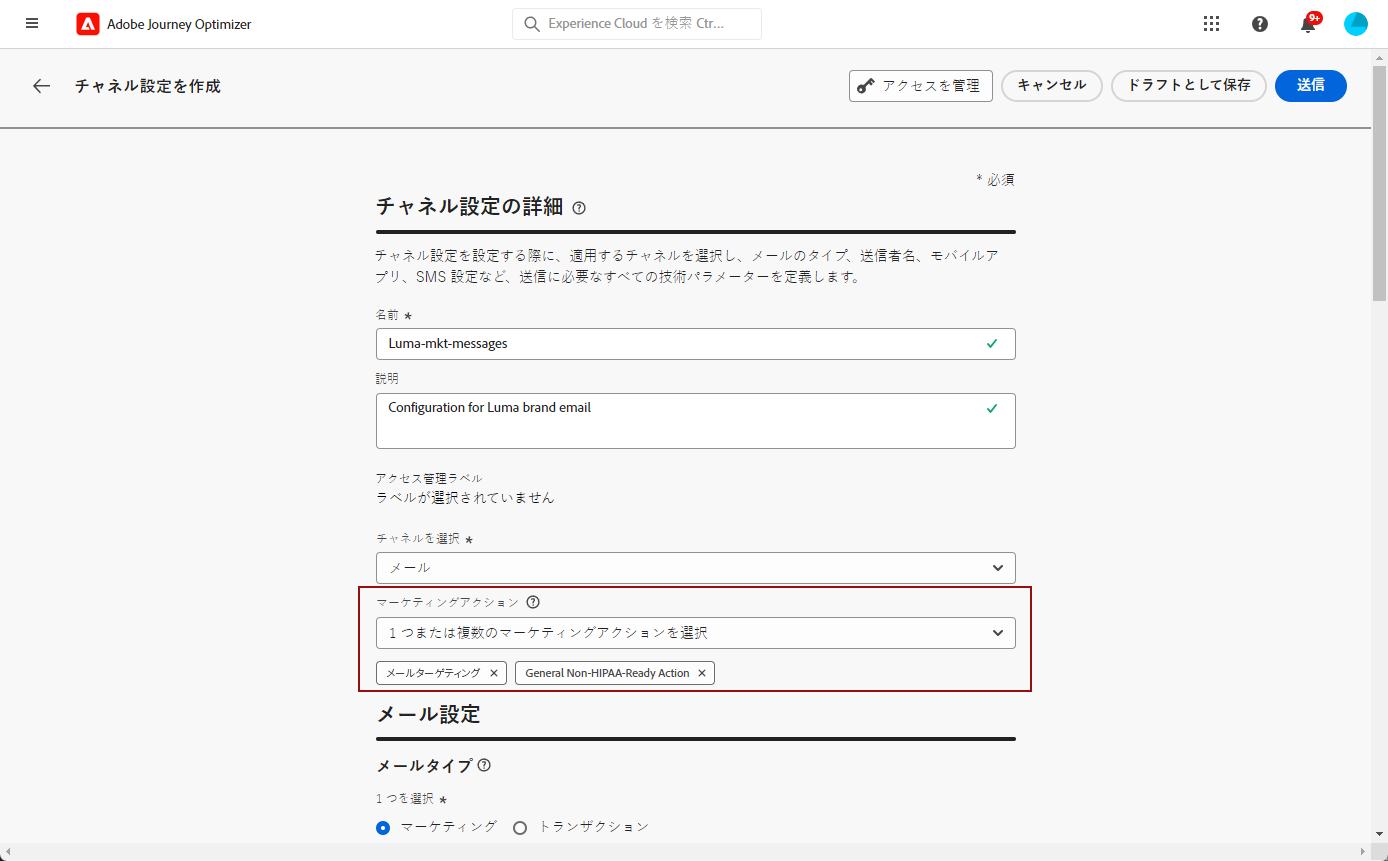 Adobe Journey Optimizer
Experience Cloud を検索 Ctr...
9+
チャネル設定を作成
アクセスを管理
キャンセル
ドラフトとして保存
送信
* 必須
チャネル設定の詳細
チャネル設定を設定する際に、適用するチャネルを選択し、メールのタイプ、送信者名、モバイルア
プリ、SMS 設定など、送信に必要なすべての技術パラメーターを定義します。
名前 *
Luma-mkt-messages
説明
Configuration for Luma brand email
アクセス管理ラベル
ラベルが選択されていません
チャネルを選択 *
メール
マーケティングアクション
1 つまたは複数のマーケティングアクションを選択
メールターゲティング
General Non-HIPAA-Ready Action
メール設定
メールタイプ
1 つを選択 *
マーケティング
トランザクション